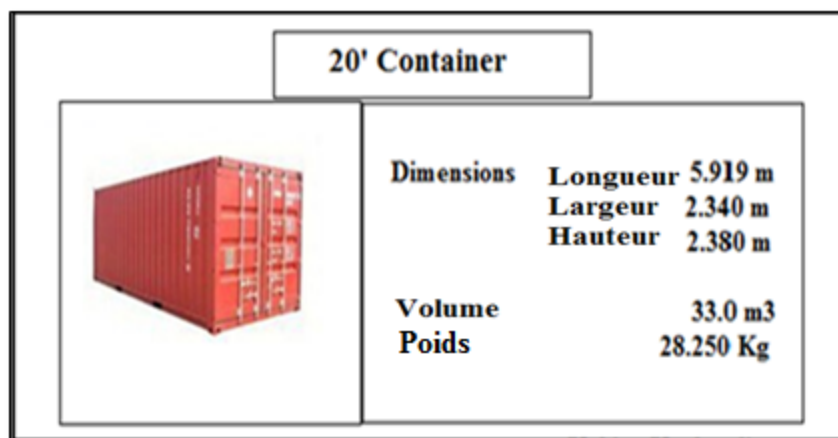 20' Container
Dimensions Longueur 5.919 m
Largeur 2.340 m
Hauteur 2.380 m
Volume 33.0 m3
Poids 28.250 Kg